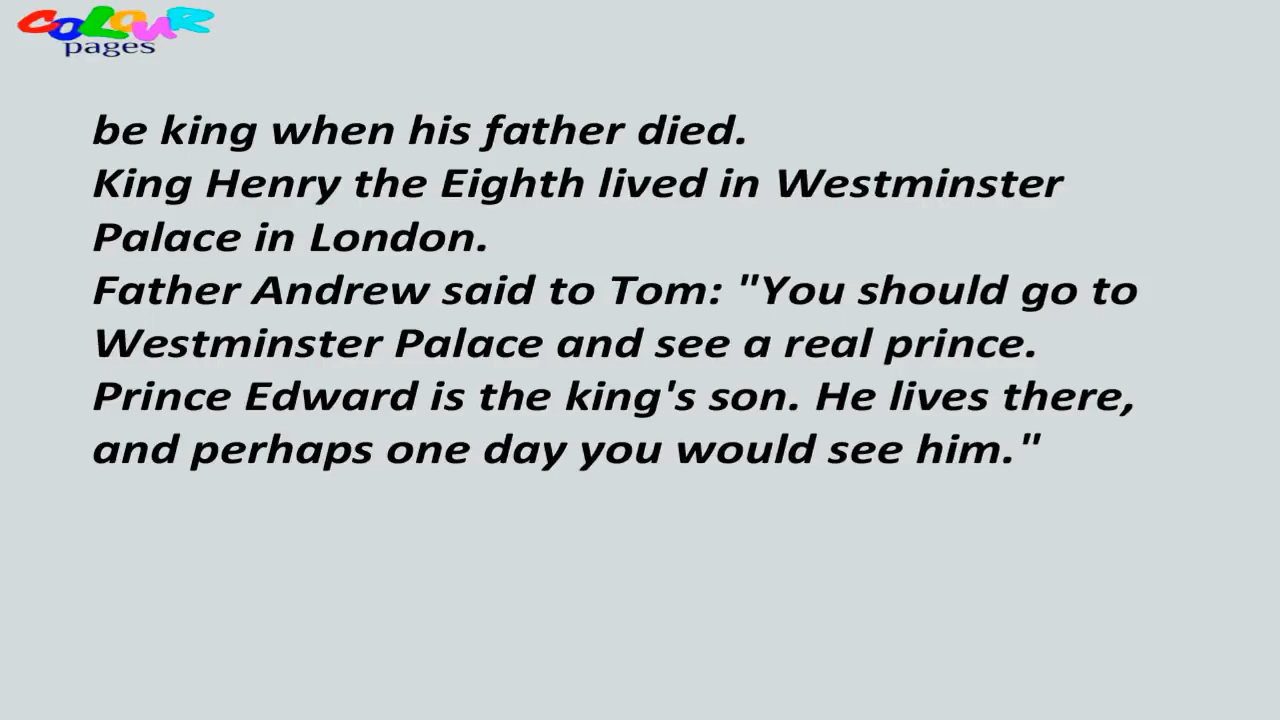 COLOUR
pages
be king when his father died.
King Henry the Eighth lived in Westminster
Palace in London.
Father Andrew said to Tom: "You should go to
Westminster Palace and see a real prince.
Prince Edward is the king's son. He lives there,
and perhaps one day you would see him."